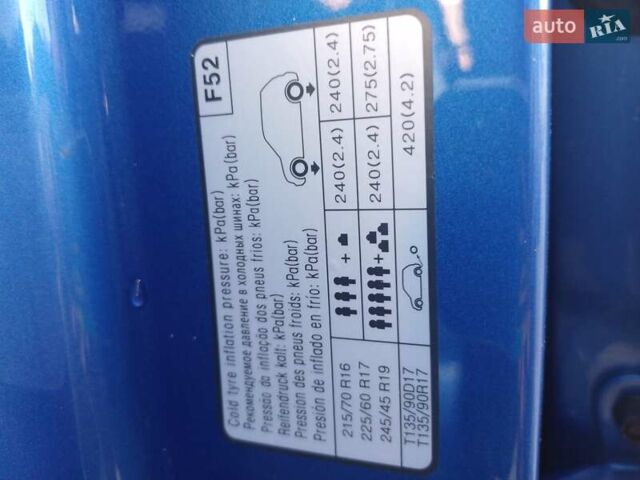 F52
Cold tyre inflation pressure: kPa(bar)
Рекомендуемое давление в холодных шинах: kPa(bar)
Pressão da inflação dos pneus frios: kPa(bar)
Reifendruck kalt: kPa(bar)
Pression des pneus froids: kPa(bar)
Presión de inflado en frio: kPa(bar)
215/70 R16
225/60 R17
245/45 R19
+
240(2.4) 240(2.4)
+
240(2.4) 275(2.75)
T135/90D17
T135/90R17
420(4.2)
auto RIA
.com